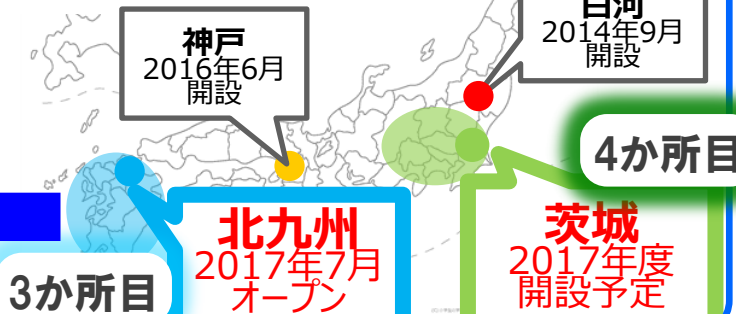 白河
2014年9月
開設
神戸
2016年6月
開設
4か所目
北九州
2017年7月
オープン
茨城
2017年度
開設予定
3か所目